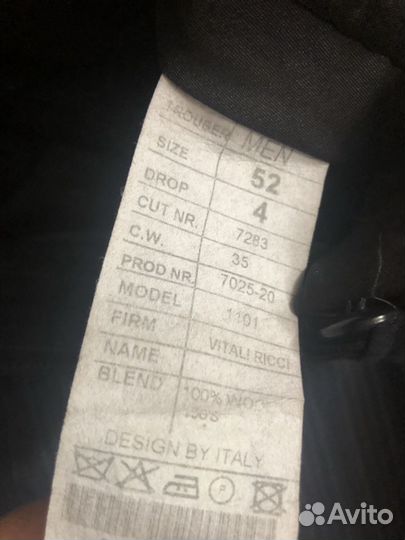 TROUSER MEN
SIZE 52
DROP 4
CUT NR. 7283
C.W. 35
PROD NR. 7025-20
MODEL 1101
FIRM VITALI RICCI
NAME
BLEND 100% WOOL
DESIGN BY ITALY
P
Avito